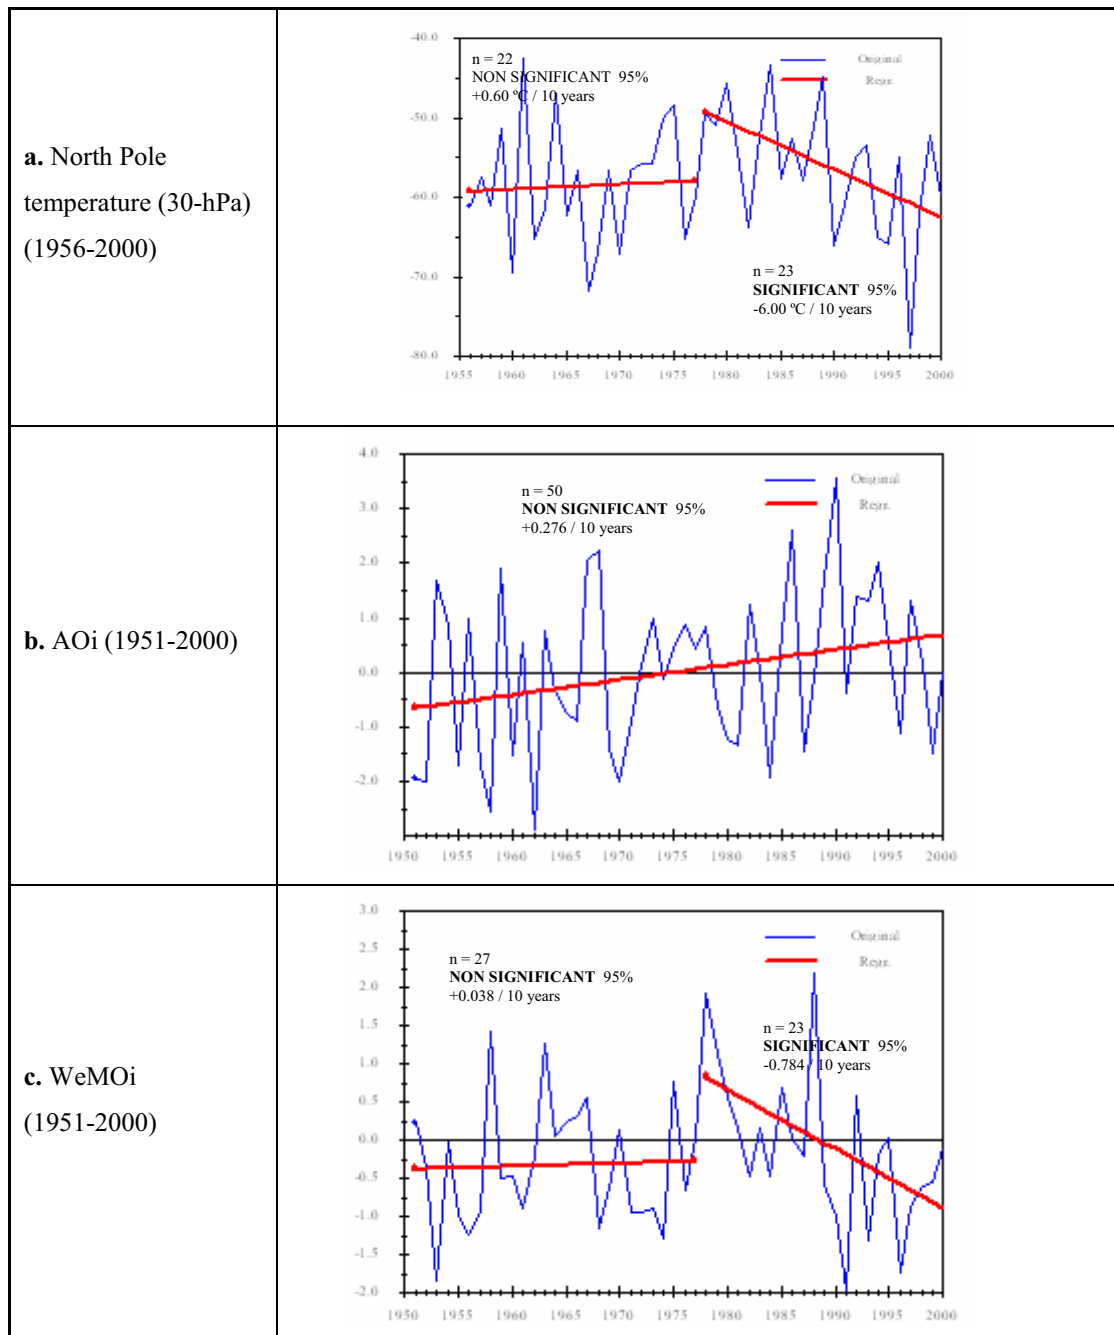 a. North Pole
temperature (30-hPa)
(1956-2000)
-40.0
-50.0
-60.0
-70.0
-80.0
n = 22
NON SIGNIFICANT 95%
+0.60 ºC / 10 years
Original
Regr.
n = 23
SIGNIFICANT 95%
-6.00 ºC / 10 years
1955 1960 1965 1970 1975 1980 1985 1990 1995 2000
b. AOi (1951-2000)
4.0
3.0
2.0
1.0
0.0
-1.0
-2.0
n = 50
NON SIGNIFICANT 95%
+0.276 / 10 years
Original
Regr.
1950 1955 1960 1965 1970 1975 1980 1985 1990 1995 2000
c. WeMOi
(1951-2000)
3.0
2.5
2.0
1.5
1.0
0.5
0.0
-0.5
-1.0
-1.5
-2.0
n = 27
NON SIGNIFICANT 95%
+0.038 / 10 years
Original
Regr.
n = 23
SIGNIFICANT 95%
-0.784 / 10 years
1950 1955 1960 1965 1970 1975 1980 1985 1990 1995 2000